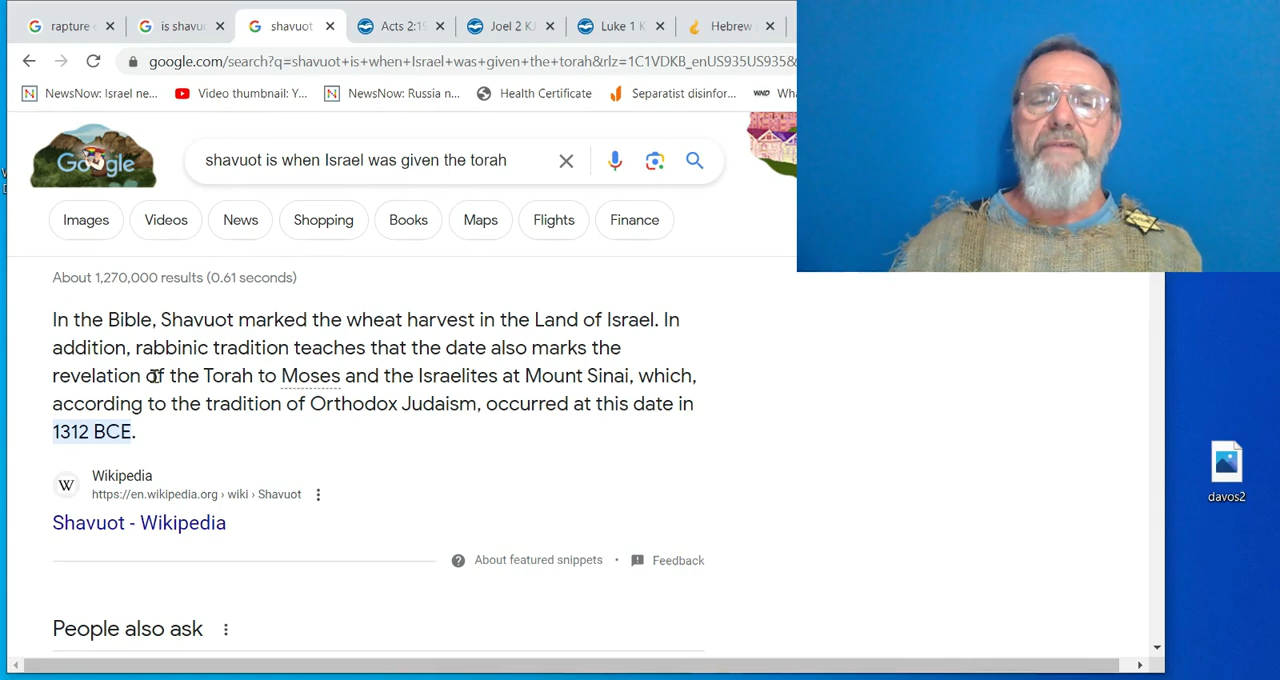 rapture
is shavuo
shavuot
Acts 2:1
Joel 2 K
Luke 1 K
Hebrew
google.com/search?q=shavuot+is+when+Israel+was+given+the+torah&rlz=1C1VDKB_enUS935US935&
NewsNow: Israel ne...
Video thumbnail: Y...
NewsNow: Russia n...
Health Certificate
Separatist disinfor...
WND
Wha
Google
shavuot is when Israel was given the torah
Images
Videos
News
Shopping
Books
Maps
Flights
Finance
About 1,270,000 results (0.61 seconds)
In the Bible, Shavuot marked the wheat harvest in the Land of Israel. In
addition, rabbinic tradition teaches that the date also marks the
revelation of the Torah to Moses and the Israelites at Mount Sinai, which,
according to the tradition of Orthodox Judaism, occurred at this date in
1312 BCE.
W
Wikipedia
https://en.wikipedia.org › wiki › Shavuot
Shavuot - Wikipedia
About featured snippets
Feedback
People also ask
davos2